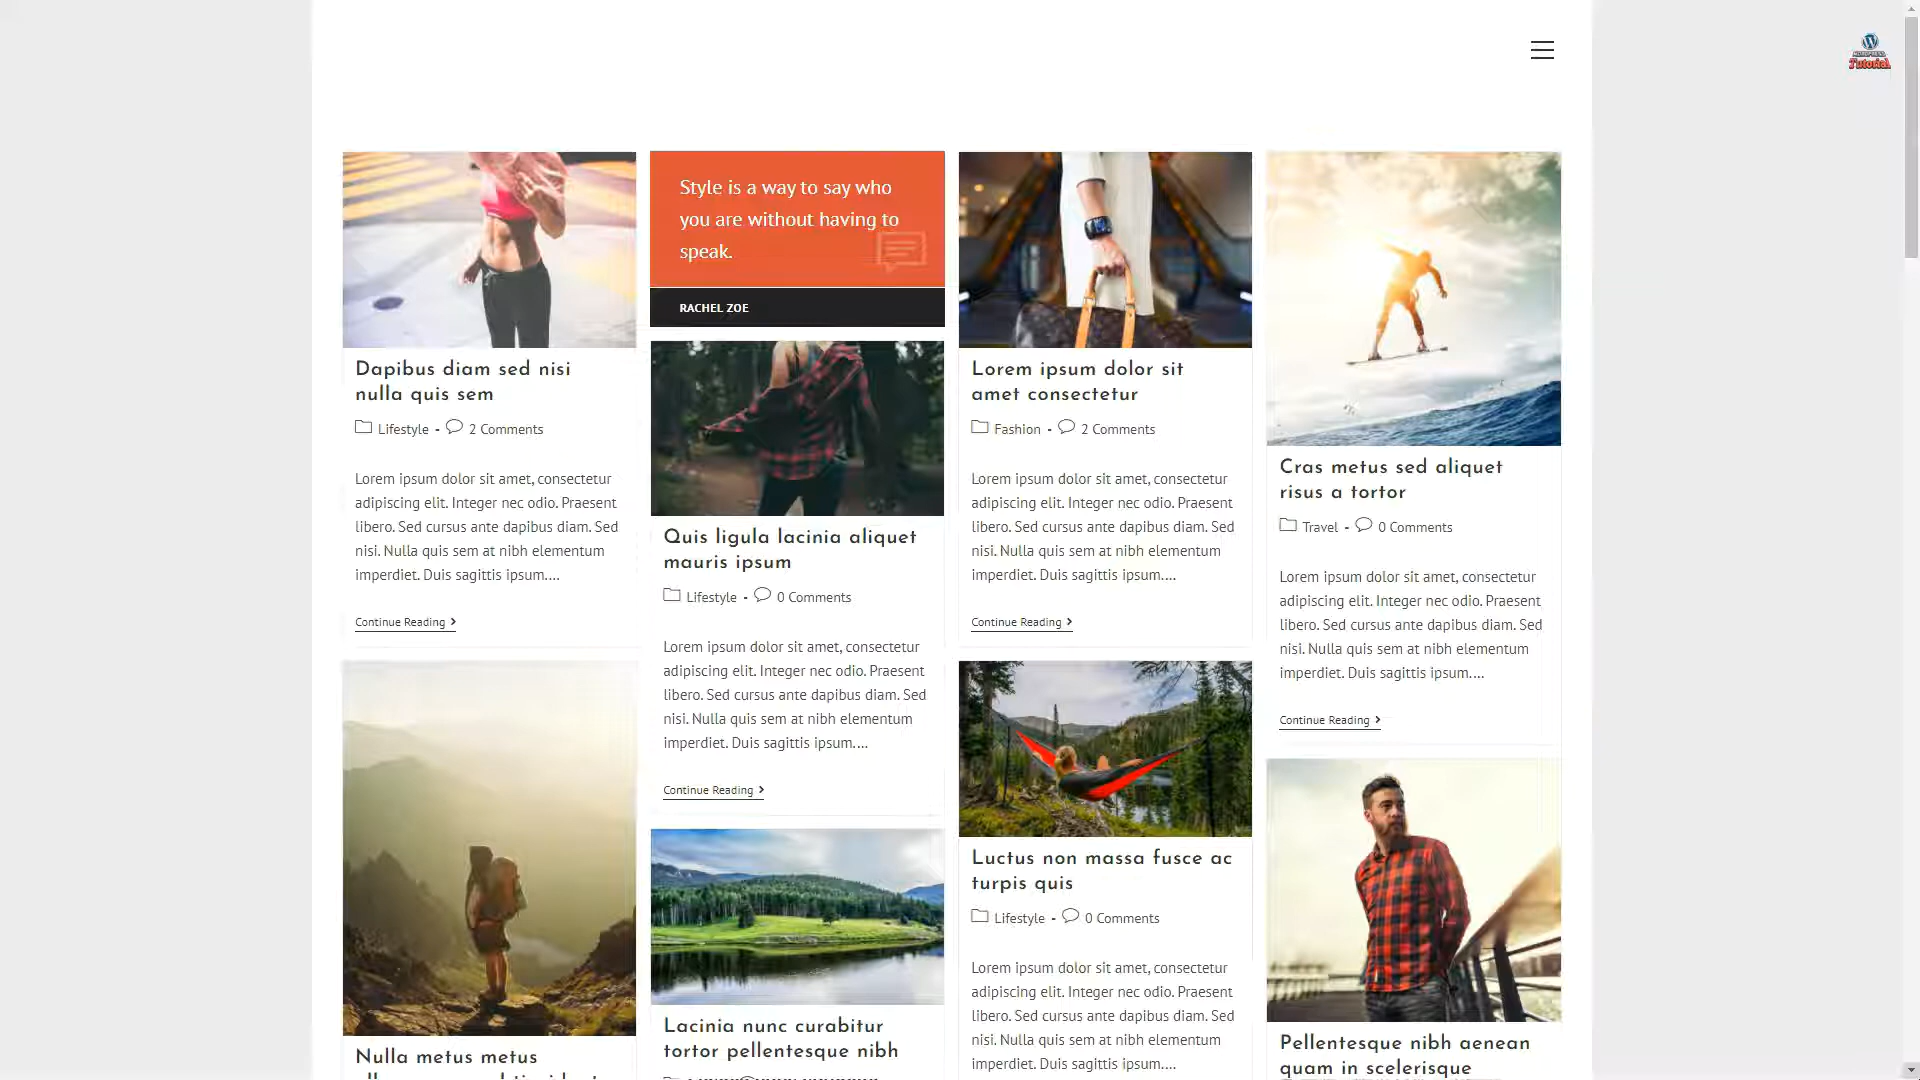 WORDPRESS
Tutorial
Dapibus diam sed nisi
nulla quis sem
Lifestyle - 2 Comments
Lorem ipsum dolor sit amet, consectetur
adipiscing elit. Integer nec odio. Praesent
libero. Sed cursus ante dapibus diam. Sed
nisi. Nulla quis sem at nibh elementum
imperdiet. Duis sagittis ipsum....
Continue Reading
Nulla metus metus
Style is a way to say who
you are without having to
speak.
RACHEL ZOE
Quis ligula lacinia aliquet
mauris ipsum
Lifestyle - 0 Comments
Lorem ipsum dolor sit amet, consectetur
adipiscing elit. Integer nec odio. Praesent
libero. Sed cursus ante dapibus diam. Sed
nisi. Nulla quis sem at nibh elementum
imperdiet. Duis sagittis ipsum....
Continue Reading
Lacinia nunc curabitur
tortor pellentesque nibh
Lorem ipsum dolor sit
amet consectetur
Fashion - 2 Comments
Lorem ipsum dolor sit amet, consectetur
adipiscing elit. Integer nec odio. Praesent
libero. Sed cursus ante dapibus diam. Sed
nisi. Nulla quis sem at nibh elementum
imperdiet. Duis sagittis ipsum....
Continue Reading
Luctus non massa fusce ac
turpis quis
Lifestyle - 0 Comments
Lorem ipsum dolor sit amet, consectetur
adipiscing elit. Integer nec odio. Praesent
libero. Sed cursus ante dapibus diam. Sed
nisi. Nulla quis sem at nibh elementum
imperdiet. Duis sagittis ipsum....
Cras metus sed aliquet
risus a tortor
Travel - 0 Comments
Lorem ipsum dolor sit amet, consectetur
adipiscing elit. Integer nec odio. Praesent
libero. Sed cursus ante dapibus diam. Sed
nisi. Nulla quis sem at nibh elementum
imperdiet. Duis sagittis ipsum....
Continue Reading
Pellentesque nibh aenean
quam in scelerisque